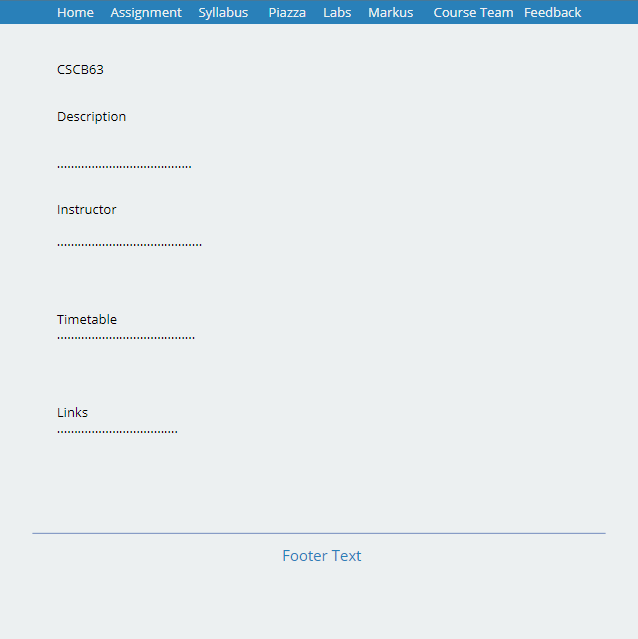 Home Assignment Syllabus Piazza Labs Markus Course Team Feedback
CSCB63
Description
.......................................
Instructor
..........................................
Timetable
........................................
Links
...................................
Footer Text